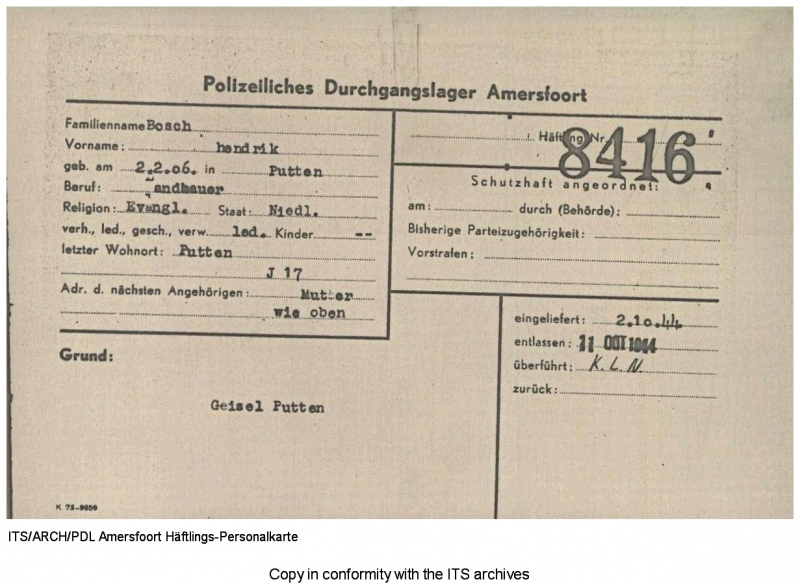 Polizeiliches Durchgangslager Amersfoort
Familienname Bosch
Vorname: hendrik
geb. am 2.2.06. in Putten
Beruf: andbauer
Religion: Evengl. Staat: Niedl.
verh., led., gesch., verw. led. Kinder --
letzter Wohnort: Putten
J 17
Adr. d. nächsten Angehörigen: Mutter
wie oben
Häftling Nr. 8416
Schutzhaft angeordnet:
am: durch (Behörde):
Bisherige Parteizugehörigkeit:
Vorstrafen:
eingeliefert: 2.10.44
entlassen: 11 OCT 1944
überführt: K.L.N.
zurück:
Grund:
Geisel Putten
K 73-9859
ITS/ARCH/PDL Amersfoort Häftlings-Personalkarte
Copy in conformity with the ITS archives